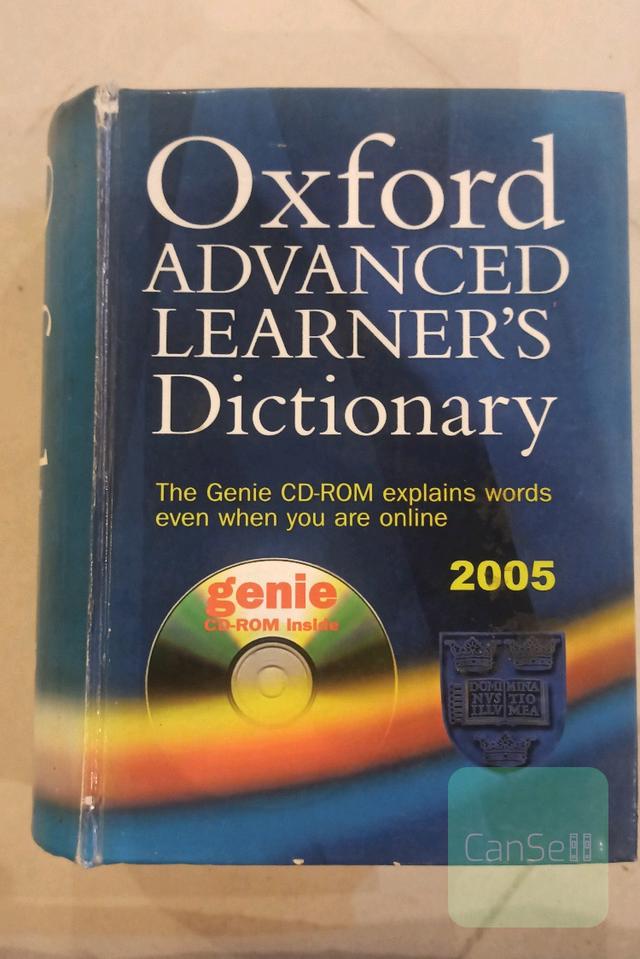 Oxford
ADVANCED
LEARNER'S
Dictionary
The Genie CD-ROM explains words
even when you are online
2005
genie
CD-ROM Inside
DOMI MINA
NVS TIO
ILLV MEA
CanSell